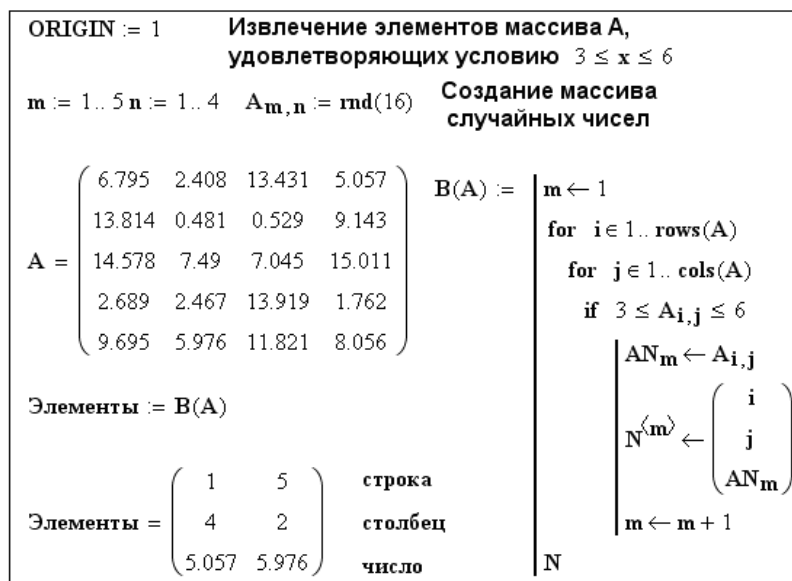 ORIGIN := 1 Извлечение элементов массива A,
удовлетворяющих условию 3 ≤ x ≤ 6
m := 1.. 5 n := 1.. 4 A_{m,n} := rnd(16) Создание массива
случайных чисел
A =
6.795 2.408 13.431 5.057
13.814 0.481 0.529 9.143
14.578 7.49 7.045 15.011
2.689 2.467 13.919 1.762
9.695 5.976 11.821 8.056
Элементы := B(A)
Элементы =
1 5 строка
4 2 столбец
5.057 5.976 число
B(A) := m ← 1
for i ∈ 1.. rows(A)
for j ∈ 1.. cols(A)
if 3 ≤ A_{i,j} ≤ 6
AN_m ← A_{i,j}
N^{⟨m⟩} ←
i
j
AN_m
m ← m + 1
N